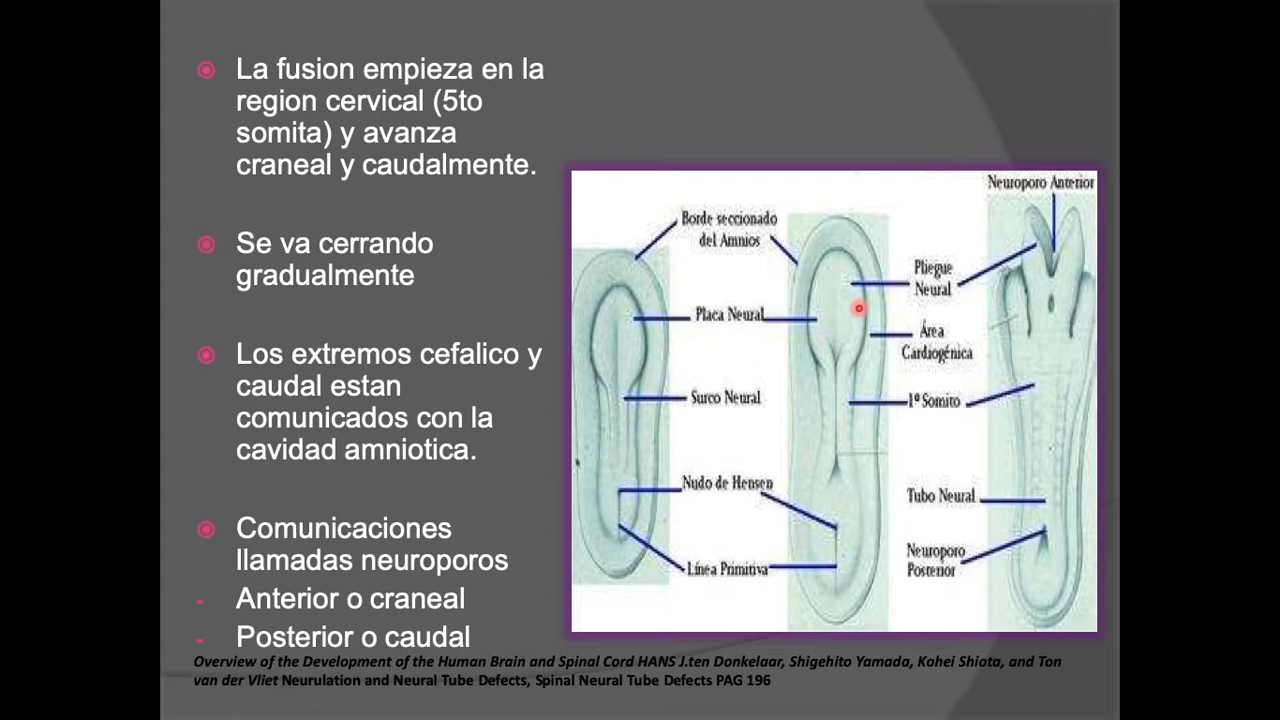 La fusion empieza en la
region cervical (5to
somita) y avanza
craneal y caudalmente.
Se va cerrando
gradualmente
Los extremos cefalico y
caudal estan
comunicados con la
cavidad amniotica.
Comunicaciones
llamadas neuroporos
- Anterior o craneal
- Posterior o caudal
Neuroporo Anterior
Borde seccionado
del Amnios
Pliegue
Neural
Placa Neural
Área
Cardiogénica
Surco Neural
1º Somito
Nudo de Hensen
Tubo Neural
Neuroporo
Posterior
Línea Primitiva
Overview of the Development of the Human Brain and Spinal Cord HANS J.ten Donkelaar, Shigehito Yamada, Kohei Shiota, and Ton
van der Vliet Neurulation and Neural Tube Defects, Spinal Neural Tube Defects PAG 196